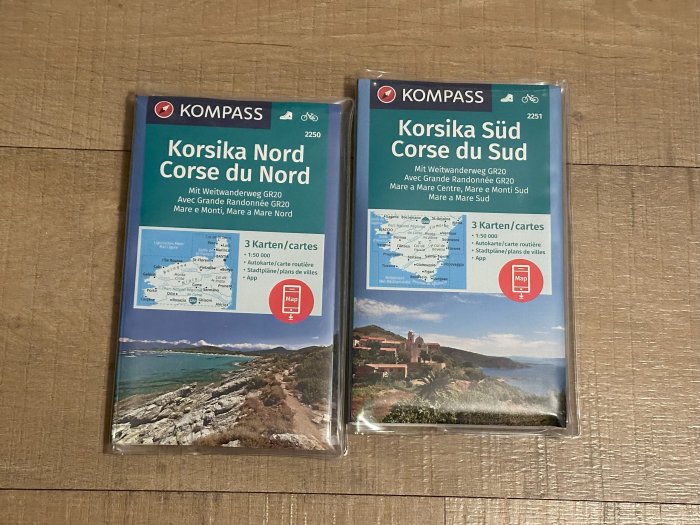 KOMPASS
2250
Korsika Nord
Corse du Nord
Mit Weitwanderweg GR20
Avec Grande Randonnée GR20
Mare e Monti, Mare a Mare Nord
3 Karten/cartes
• 1:50 000
• Autokarte/carte routière
• Stadtpläne/plans de villes
• App
Map
KOMPASS
2251
Korsika Süd
Corse du Sud
Mit Weitwanderweg GR20
Avec Grande Randonnée GR20
Mare a Mare Centre, Mare e Monti Sud
Mare a Mare Sud
3 Karten/cartes
• 1:50 000
• Autokarte/carte routière
• Stadtpläne/plans de villes
• App
Map